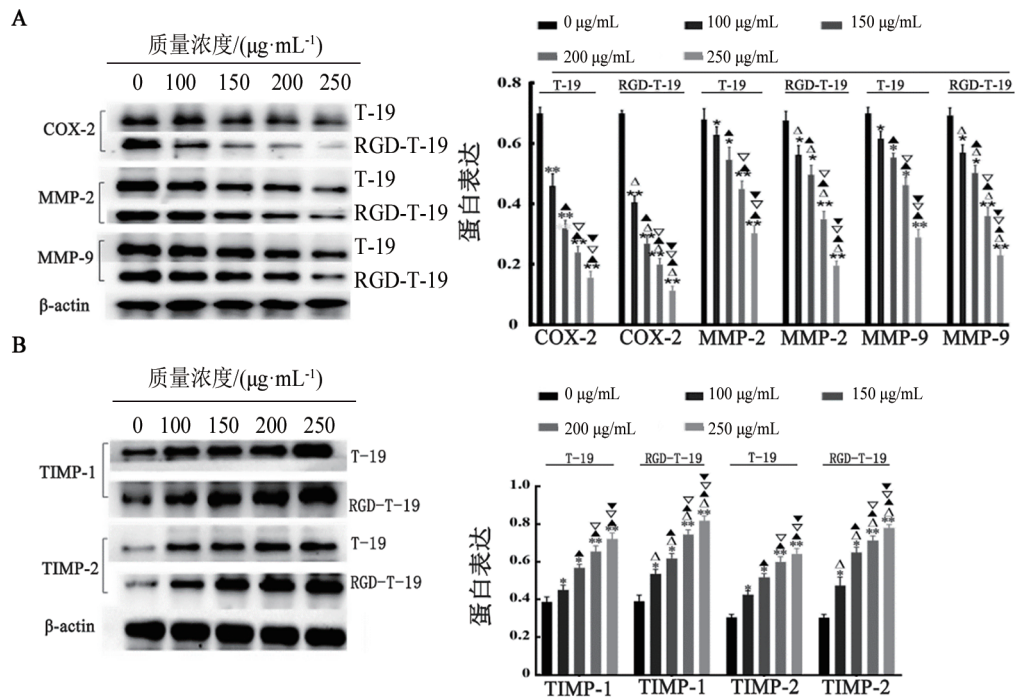 A
质量浓度/(μg·mL-1)
0 100 150 200 250
COX-2
T-19
RGD-T-19
MMP-2
T-19
RGD-T-19
MMP-9
T-19
RGD-T-19
β-actin
0 μg/mL 100 μg/mL 150 μg/mL
200 μg/mL 250 μg/mL
T-19 RGD-T-19 T-19 RGD-T-19 T-19 RGD-T-19
蛋白表达
0.8
0.6
0.4
0.2
0
** ** ** **
** ** ** **
* * ** **
* * ** **
* * * **
* * ** **
COX-2 COX-2 MMP-2 MMP-2 MMP-9 MMP-9
B
质量浓度/(μg·mL-1)
0 100 150 200 250
TIMP-1
T-19
RGD-T-19
TIMP-2
T-19
RGD-T-19
β-actin
0 μg/mL 100 μg/mL 150 μg/mL
200 μg/mL 250 μg/mL
T-19 RGD-T-19 T-19 RGD-T-19
蛋白表达
1.0
0.8
0.6
0.4
0.2
0
* * ** **
* * ** **
* * ** **
* * ** **
TIMP-1 TIMP-1 TIMP-2 TIMP-2